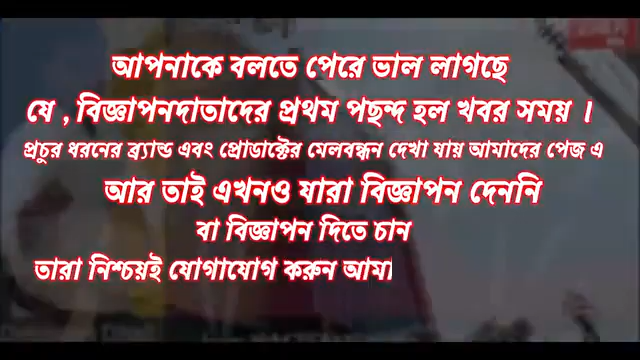 আপনাকে বলতে পেরে ভাল লাগছে
যে , বিজ্ঞাপনদাতাদের প্রথম পছন্দ হল খবর সময় ।
প্রচুর ধরনের ব্র্যান্ড এবং প্রোডাক্টের মেলবন্ধন দেখা যায় আমাদের পেজ এ
আর তাই এখনও যারা বিজ্ঞাপন দেননি
বা বিজ্ঞাপন দিতে চান
তারা নিশ্চয়ই যোগাযোগ করুন আমা